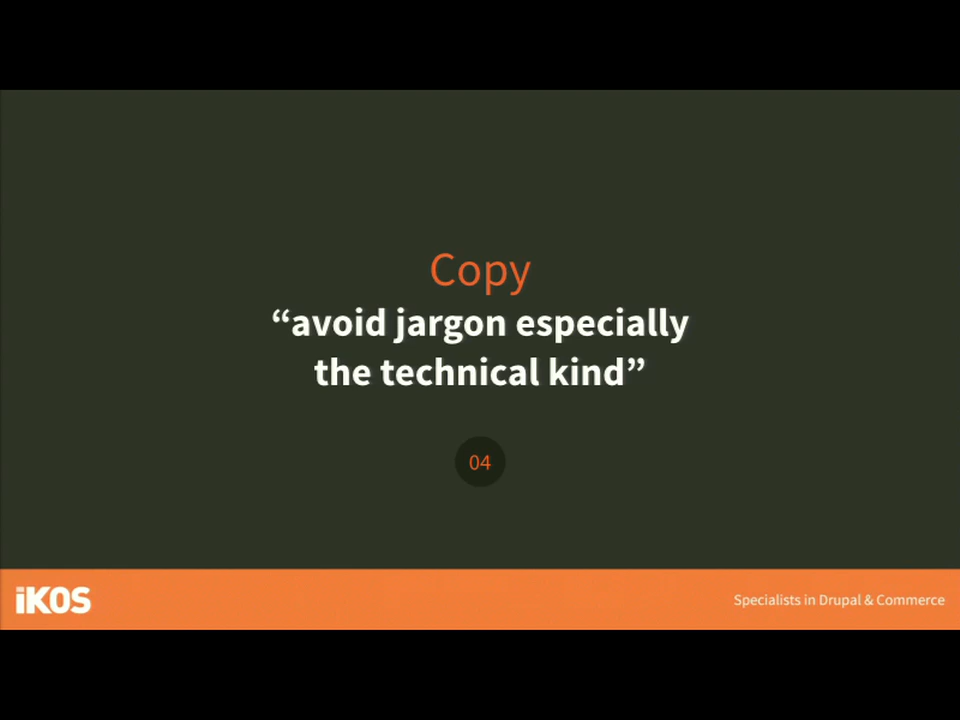 Copy
“avoid jargon especially
the technical kind”
04
iKOS
Specialists in Drupal & Commerce